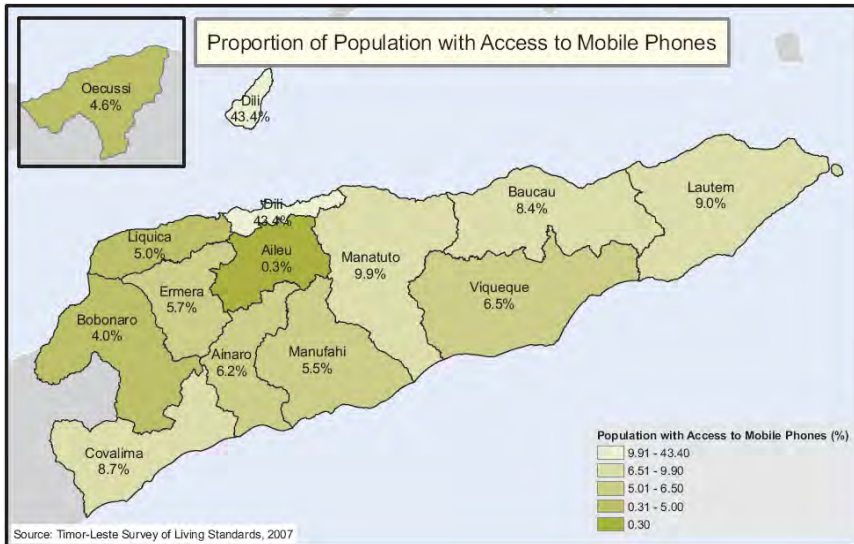 Proportion of Population with Access to Mobile Phones
Oecussi
4.6%
Dili
43.4%
Dili
43.4%
Baucau
8.4%
Lautem
9.0%
Liquica
5.0%
Aileu
0.3%
Manatuto
9.9%
Ermera
5.7%
Viqueque
6.5%
Bobonaro
4.0%
Ainaro
6.2%
Manufahi
5.5%
Covalima
8.7%
Population with Access to Mobile Phones (%)
9.91 - 43.40
6.51 - 9.90
5.01 - 6.50
0.31 - 5.00
0.30
Source: Timor-Leste Survey of Living Standards, 2007